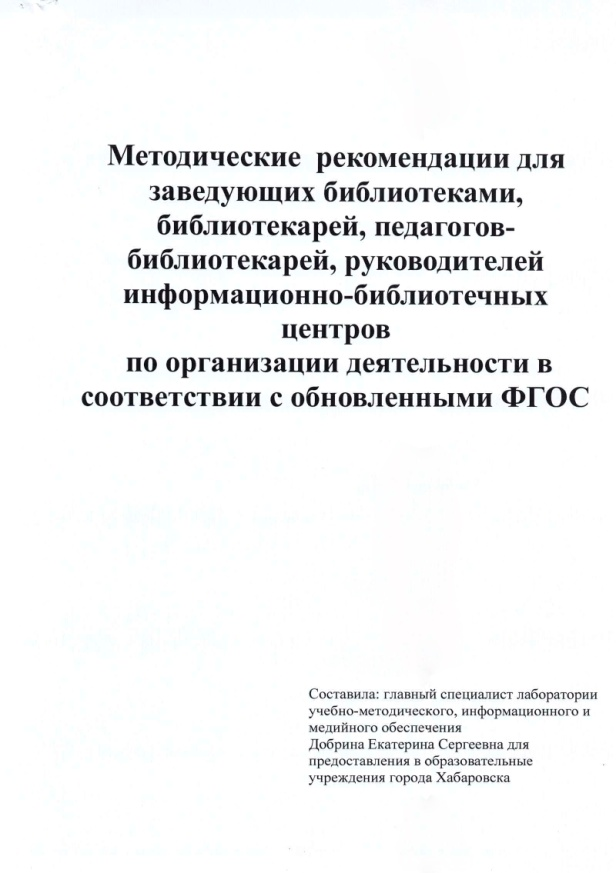 Методические рекомендации для
заведующих библиотеками,
библиотекарей, педагогов-
библиотекарей, руководителей
информационно-библиотечных
центров
по организации деятельности в
соответствии с обновленными ФГОС
Составила: главный специалист лаборатории
учебно-методического, информационного и
медийного обеспечения
Добрина Екатерина Сергеевна для
предоставления в образовательные
учреждения города Хабаровска